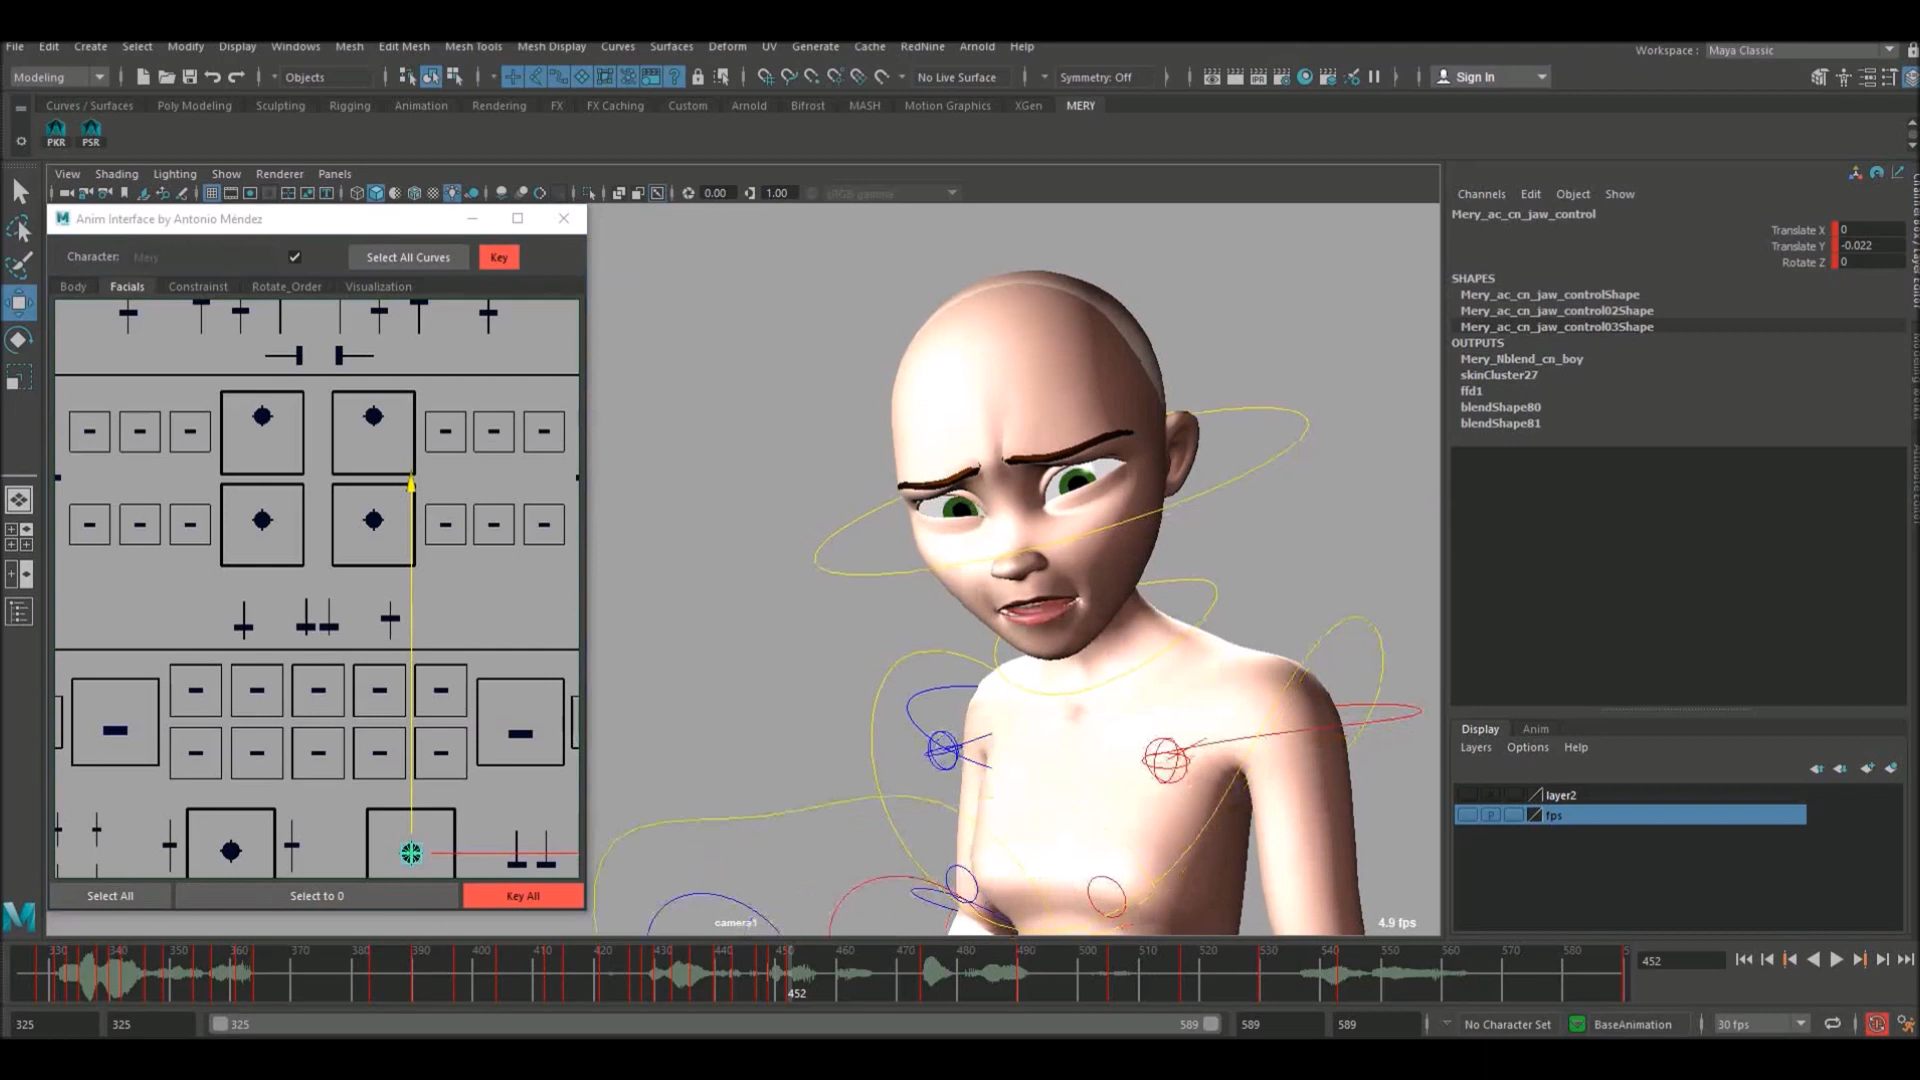 File Edit Create Select Modify Display Windows Mesh Edit Mesh Mesh Tools Mesh Display Curves Surfaces Deform UV Generate Cache RedNine Arnold Help
Workspace : Maya Classic
Modeling Objects No Live Surface Symmetry: Off Sign In
Curves / Surfaces Poly Modeling Sculpting Rigging Animation Rendering FX FX Caching Custom Arnold Bifrost MASH Motion Graphics XGen MERY
PKR PSR
View Shading Lighting Show Renderer Panels
0.00 1.00 sRGB gamma
Anim Interface by Antonio Méndez
Character: Mery Select All Curves Key
Body Facials Constrainst Rotate_Order Visualization
Select All Select to 0 Key All
camera1
4.9 fps
Channels Edit Object Show
Mery_ac_cn_jaw_control
Translate X 0
Translate Y -0.022
Rotate Z 0
SHAPES
Mery_ac_cn_jaw_controlShape
Mery_ac_cn_jaw_control02Shape
Mery_ac_cn_jaw_control03Shape
OUTPUTS
Mery_Nblend_cn_boy
skinCluster27
ffd1
blendShape80
blendShape81
Display Anim
Layers Options Help
layer2
P fps
330 340 350 360 370 380 390 400 410 420 430 440 450 460 470 480 490 500 510 520 530 540 550 560 570 580
452
452
325 325 325 589 589 589 No Character Set BaseAnimation 30 fps